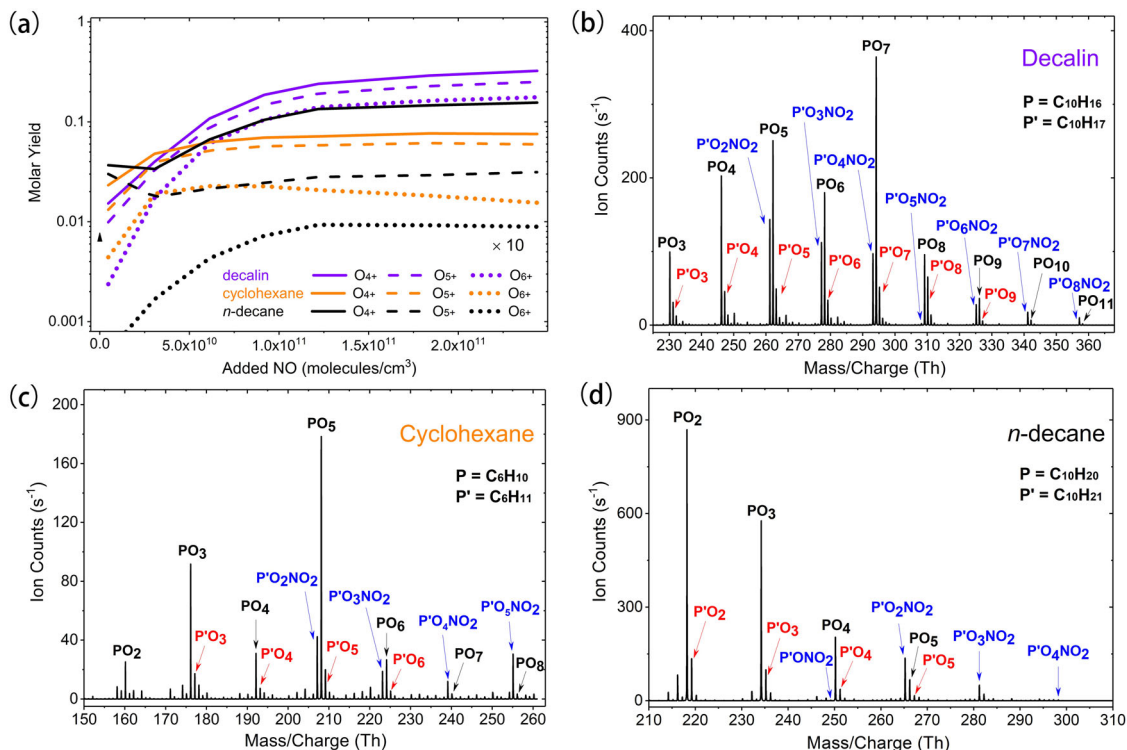 (a)
1
0.1
0.01
0.001
Molar Yield
× 10
decalin O4+ O5+ O6+
cyclohexane O4+ O5+ O6+
n-decane O4+ O5+ O6+
0.0 5.0x10^10 1.0x10^11 1.5x10^11 2.0x10^11
Added NO (molecules/cm^3)
(b)
400
200
0
Ion Counts (s^-1)
Decalin
P = C10H16
P' = C10H17
PO3
P'O3
PO4
P'O4
P'O2NO2
PO5
P'O5
P'O3NO2
PO6
P'O6
P'O4NO2
PO7
P'O7
P'O5NO2
PO8
P'O8
P'O6NO2
PO9
P'O9
P'O7NO2
PO10
P'O8NO2
PO11
230 240 250 260 270 280 290 300 310 320 330 340 350 360
Mass/Charge (Th)
(c)
200
160
120
80
40
0
Ion Counts (s^-1)
Cyclohexane
P = C6H10
P' = C6H11
PO2
PO3
P'O3
PO4
P'O4
P'O2NO2
PO5
P'O5
P'O3NO2
PO6
P'O6
P'O4NO2
PO7
P'O5NO2
PO8
150 160 170 180 190 200 210 220 230 240 250 260
Mass/Charge (Th)
(d)
900
600
300
0
Ion Counts (s^-1)
n-decane
P = C10H20
P' = C10H21
PO2
P'O2
PO3
P'O3
P'ONO2
PO4
P'O4
P'O2NO2
PO5
P'O5
P'O3NO2
P'O4NO2
210 220 230 240 250 260 270 280 290 300 310
Mass/Charge (Th)